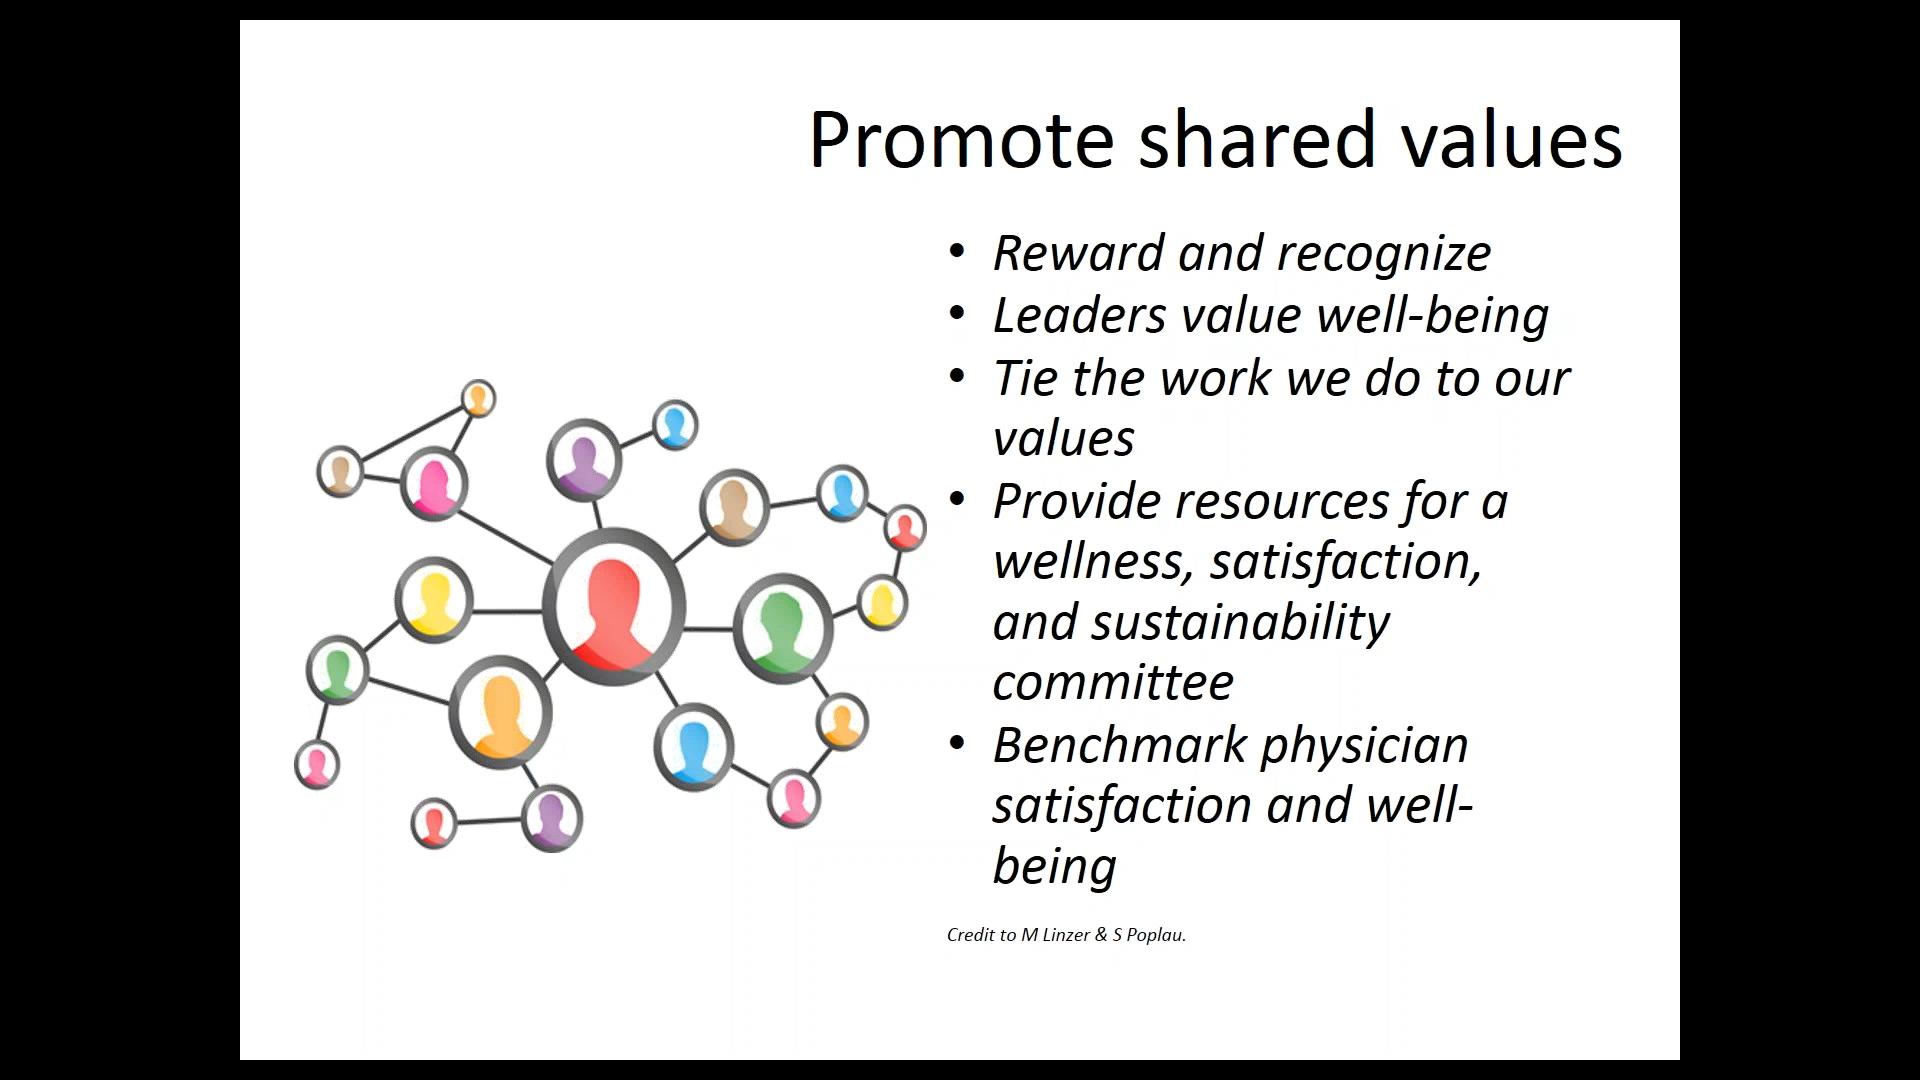 Promote shared values
• Reward and recognize
• Leaders value well-being
• Tie the work we do to our
values
• Provide resources for a
wellness, satisfaction,
and sustainability
committee
• Benchmark physician
satisfaction and well-
being
Credit to M Linzer & S Poplau.